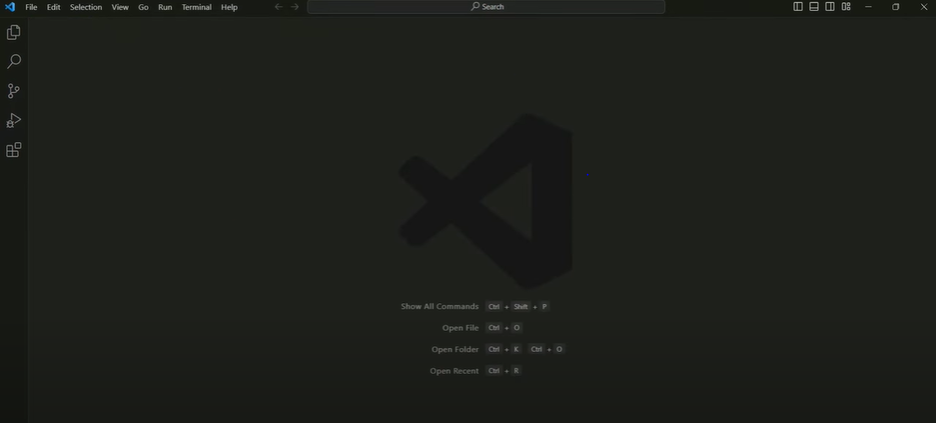 File Edit Selection View Go Run Terminal Help Search
Show All Commands Ctrl + Shift + P
Open File Ctrl + O
Open Folder Ctrl + K Ctrl + O
Open Recent Ctrl + R